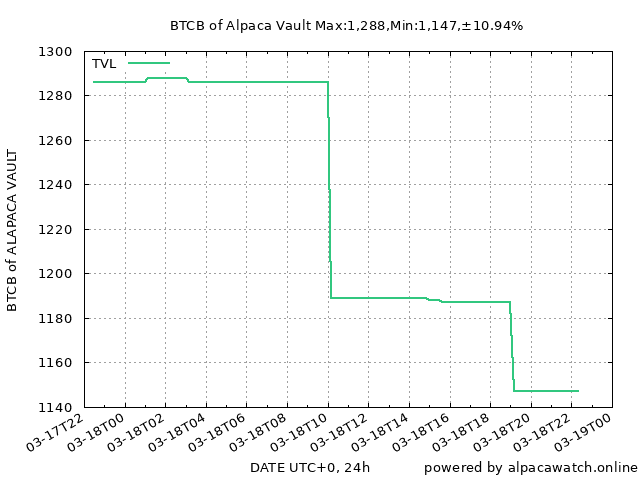 BTCB of Alpaca Vault Max:1,288,Min:1,147,±10.94%
TVL
1300
1280
1260
1240
1220
1200
1180
1160
1140
BTCB of ALAPACA VAULT
03-17T22
03-18T00
03-18T02
03-18T04
03-18T06
03-18T08
03-18T10
03-18T12
03-18T14
03-18T16
03-18T18
03-18T20
03-18T22
03-19T00
DATE UTC+0, 24h
powered by alpacawatch.online